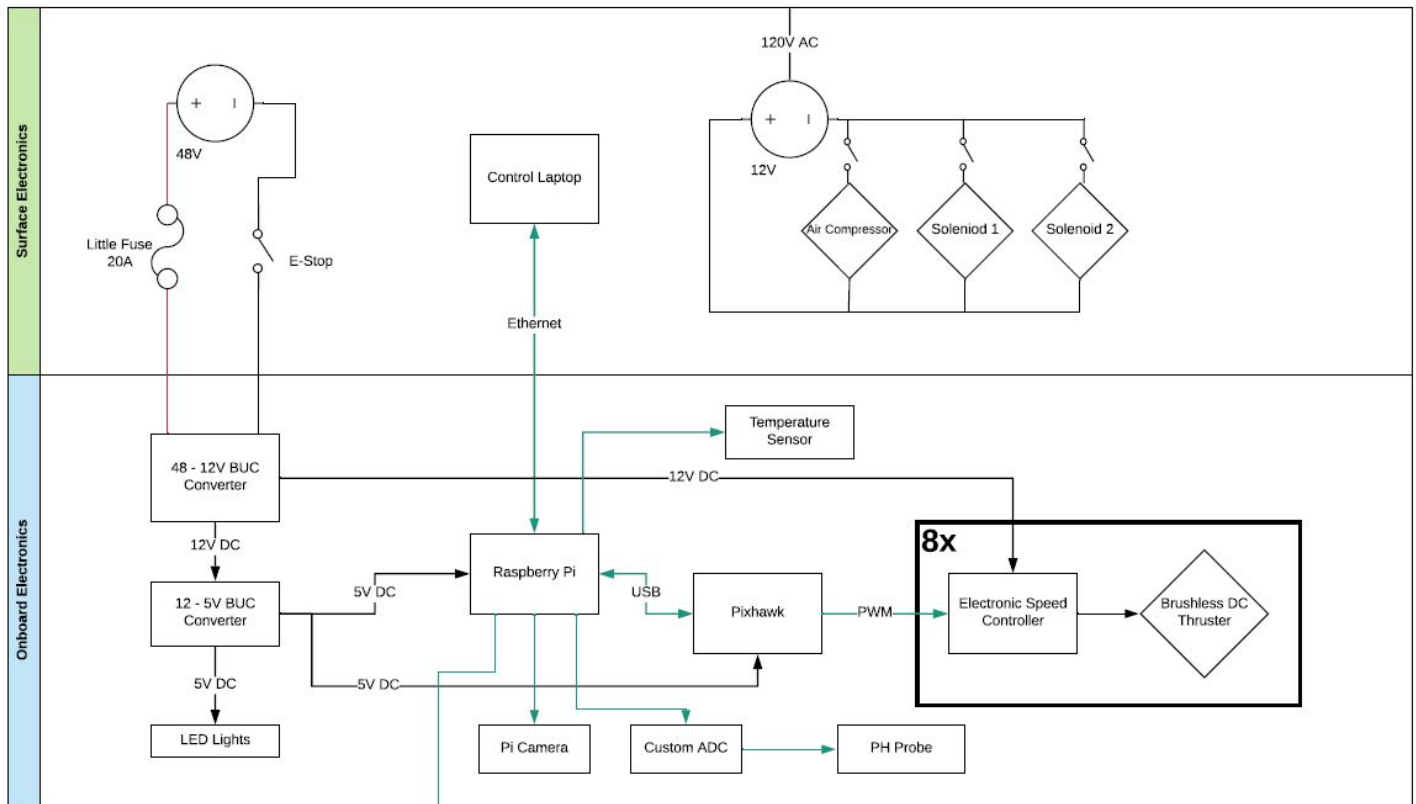 Surface Electronics
120V AC
+ I
48V
+ I
12V
Control Laptop
Air Compressor
Soleniod 1
Solenoid 2
Little Fuse
20A
E-Stop
Ethernet
Onboard Electronics
Temperature
Sensor
48 - 12V BUC
Converter
12V DC
12V DC
8x
Raspberry Pi
12 - 5V BUC
Converter
5V DC
USB
Pixhawk
PWM
Electronic Speed
Controller
Brushless DC
Thruster
5V DC
5V DC
LED Lights
Pi Camera
Custom ADC
PH Probe